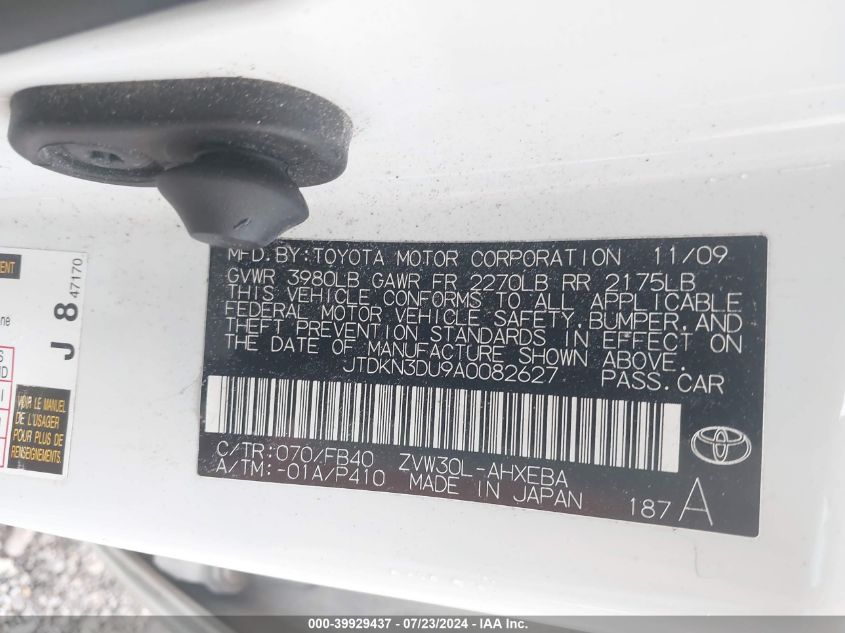 MFD.BY:TOYOTA MOTOR CORPORATION 11/09
GVWR 3980LB GAWR FR 2270LB RR 2175LB
THIS VEHICLE CONFORMS TO ALL APPLICABLE
FEDERAL MOTOR VEHICLE SAFETY,BUMPER,AND
THEFT PREVENTION STANDARDS IN EFFECT ON
THE DATE OF MANUFACTURE SHOWN ABOVE.
JTDKN3DU9A0082627 PASS.CAR
C/TR:070/FB40 ZVW30L-AHXEBA
A/TM:-01A/P410 MADE IN JAPAN
187 A
TOYOTA
J 8 47170
VOIR LE MANUEL
DE L'USAGER
POUR PLUS DE
RENSEIGNEMENTS.
000-39929437 - 07/23/2024 - IAA Inc.